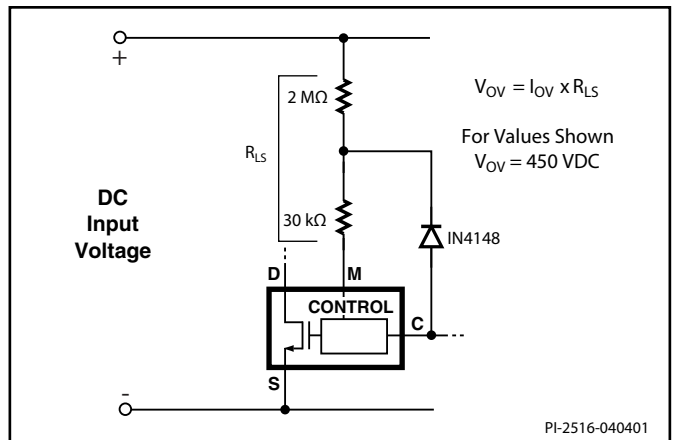 +
2 MΩ
V_OV = I_OV x R_LS
For Values Shown
V_OV = 450 VDC
R_LS
DC
Input
Voltage
30 kΩ
IN4148
D
M
CONTROL
C
S
-
PI-2516-040401